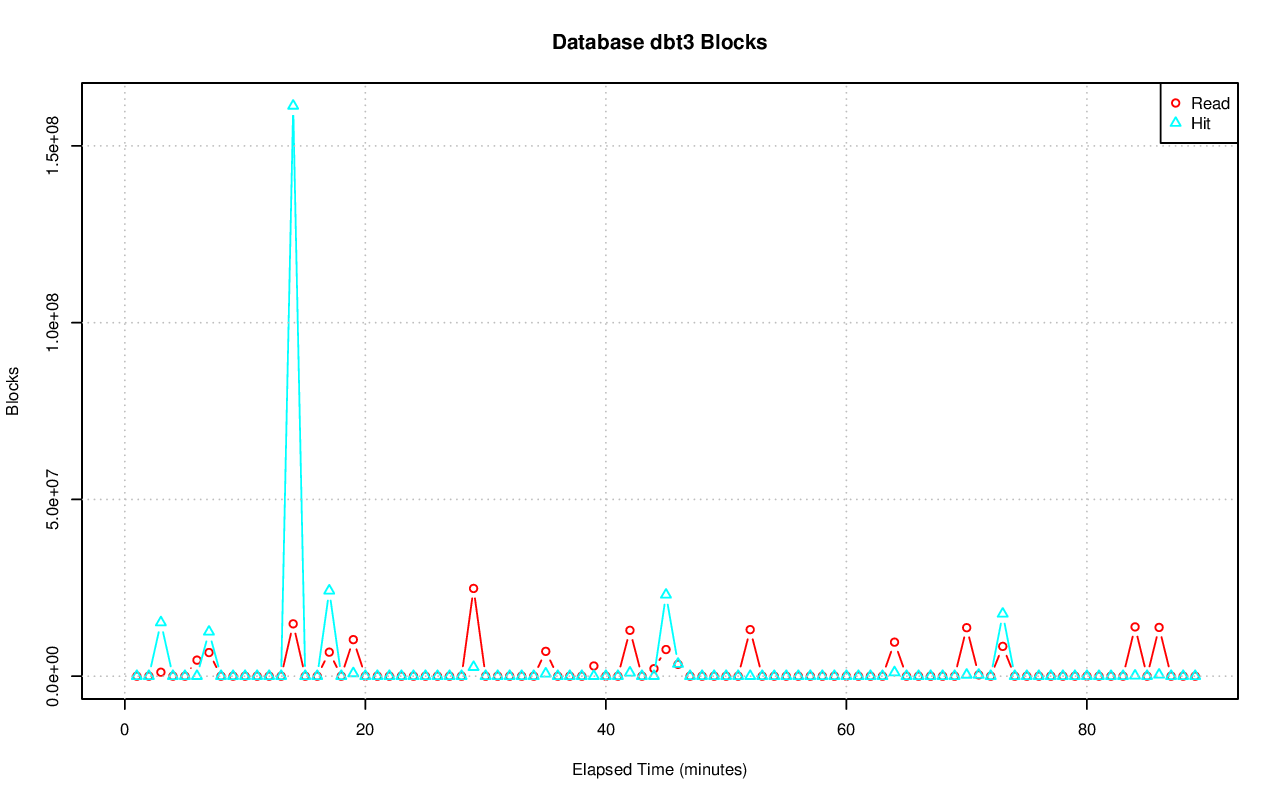 Database dbt3 Blocks
Read
Hit
Blocks
0.0e+00
5.0e+07
1.0e+08
1.5e+08
0
20
40
60
80
Elapsed Time (minutes)